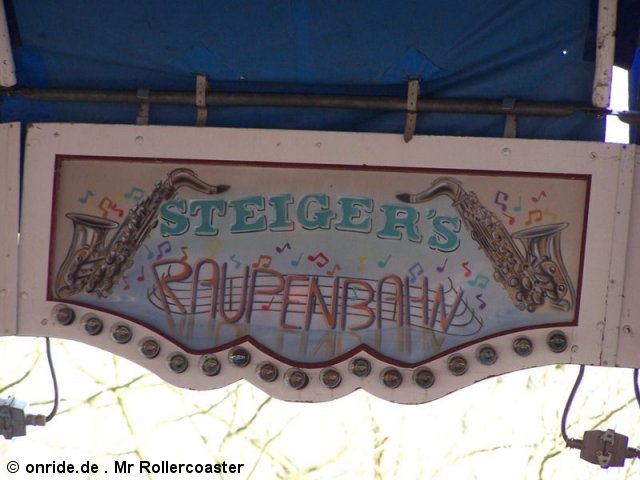 STEIGER'S
RAUPENBAHN
© onride.de . Mr Rollercoaster